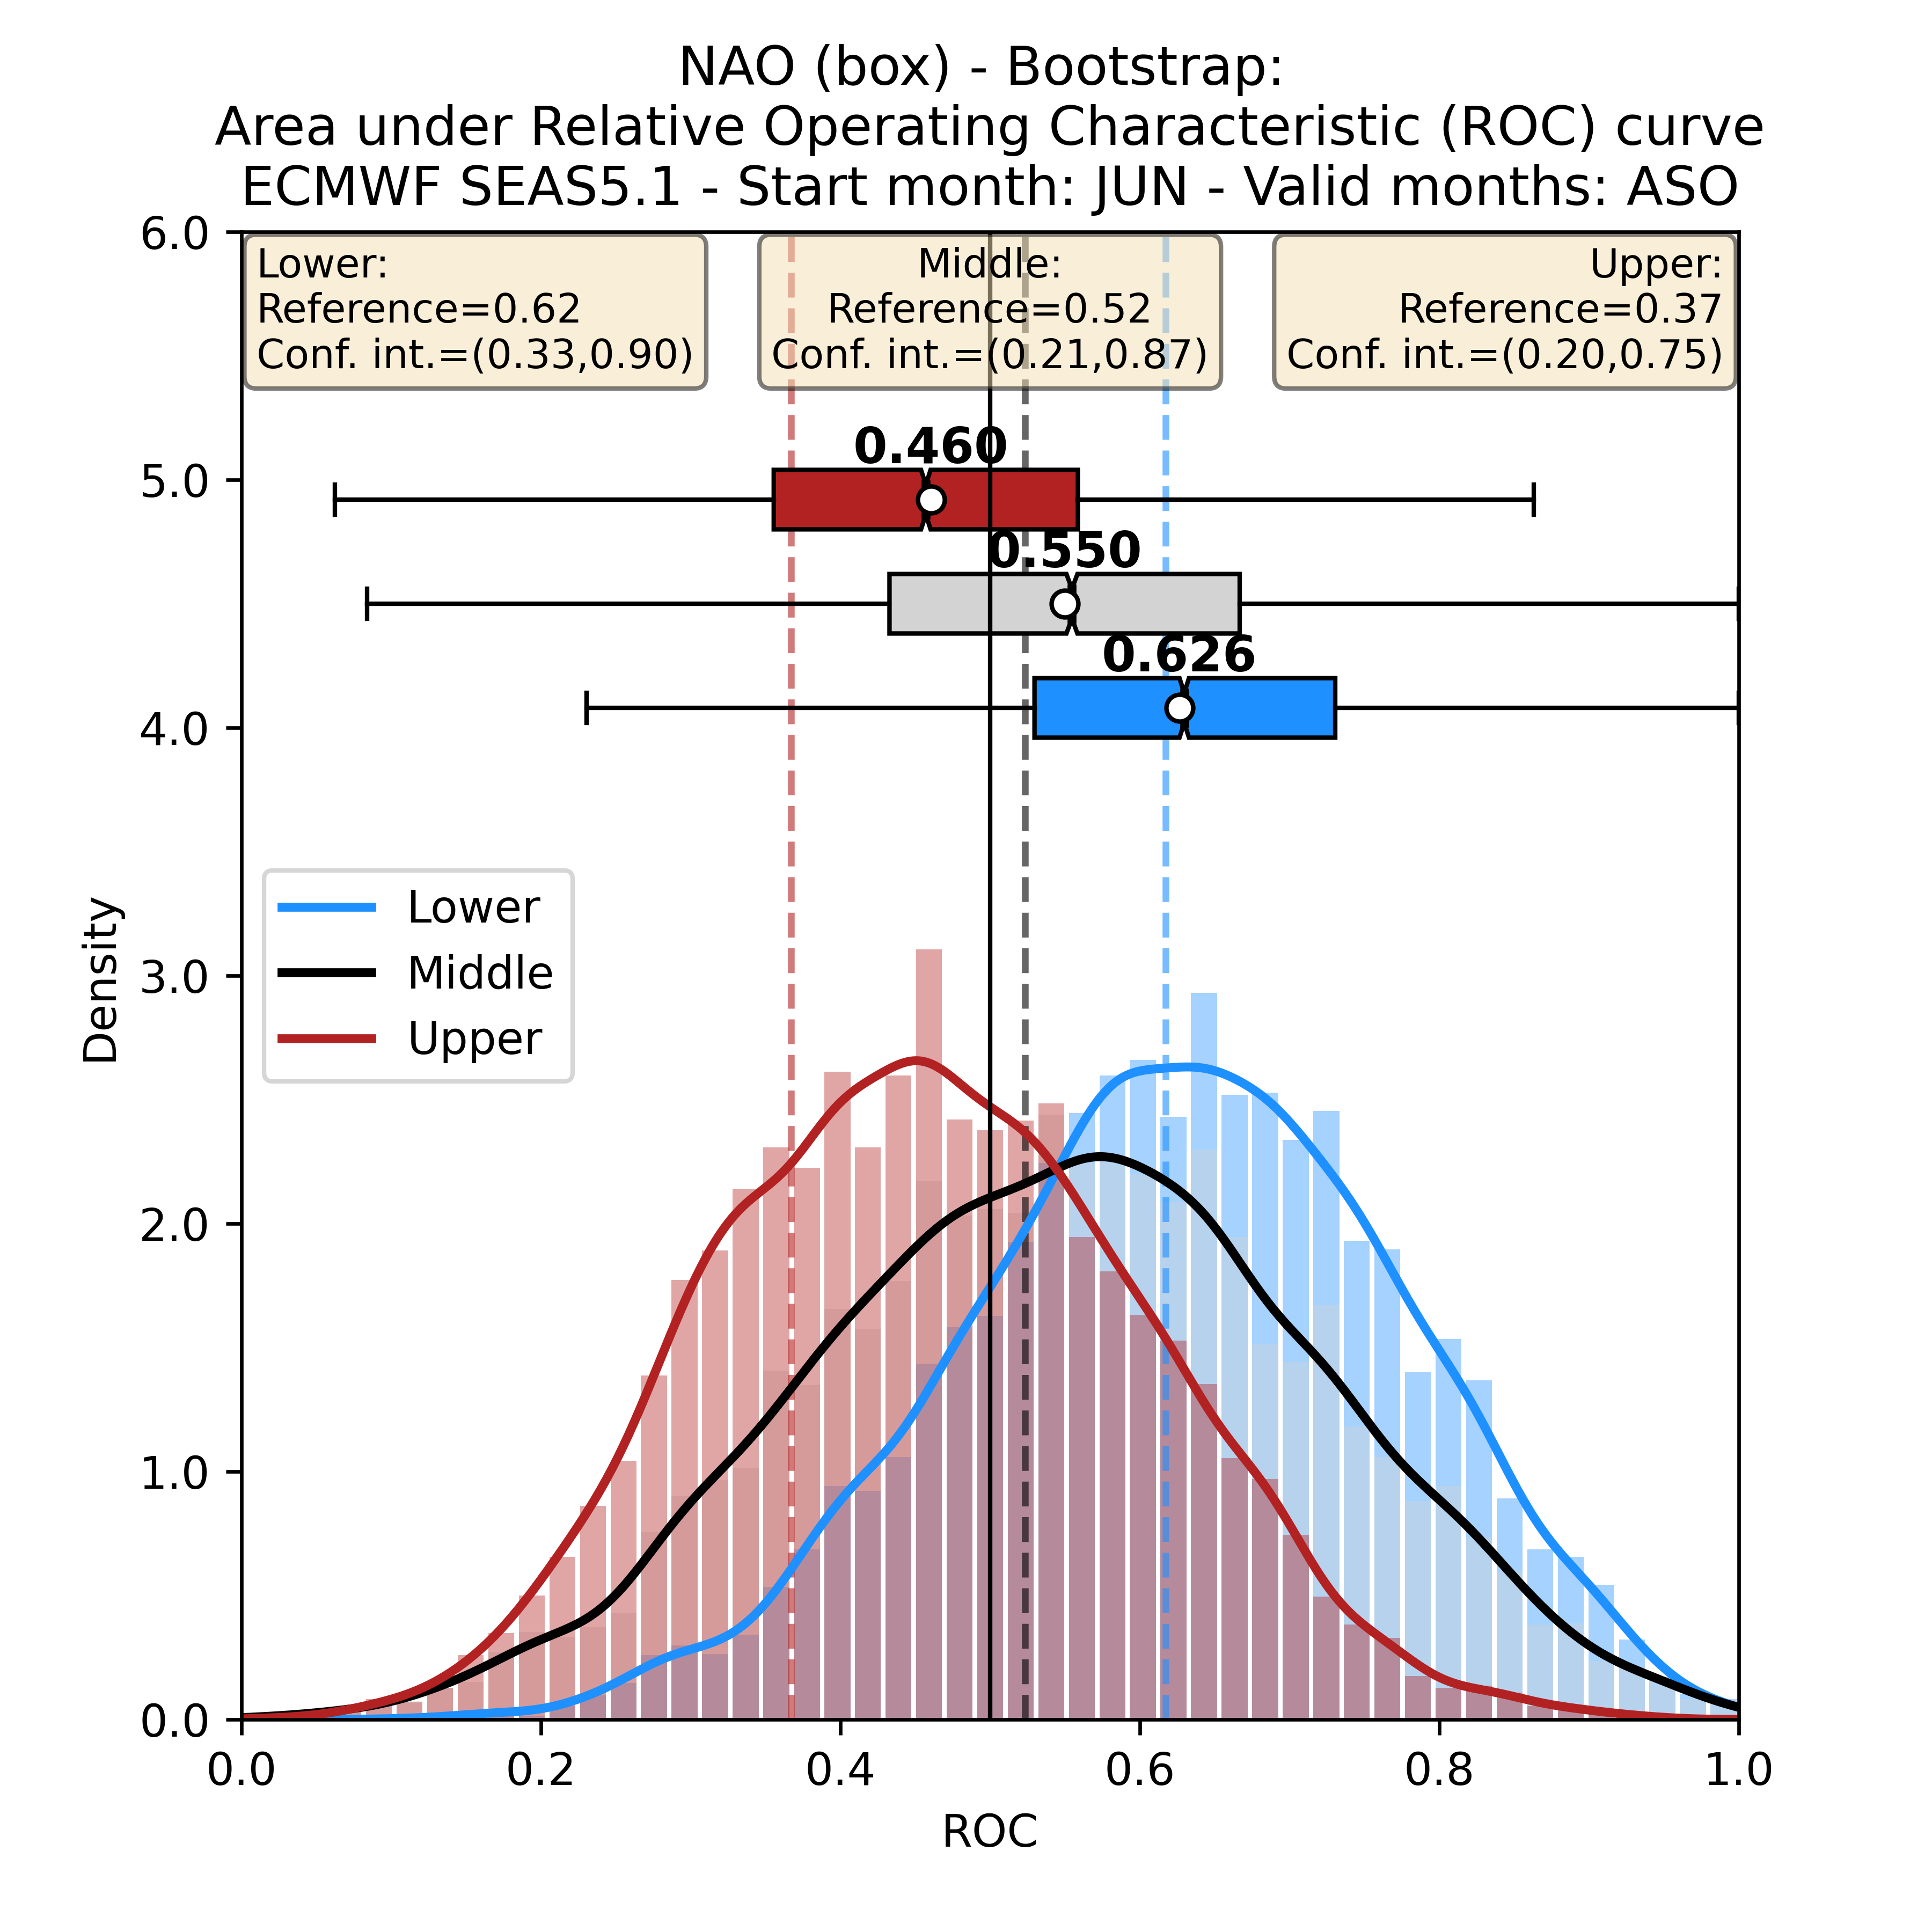 NAO (box) - Bootstrap:
Area under Relative Operating Characteristic (ROC) curve
ECMWF SEAS5.1 - Start month: JUN - Valid months: ASO
Lower:
Reference=0.62
Conf. int.=(0.33,0.90)
Middle:
Reference=0.52
Conf. int.=(0.21,0.87)
Upper:
Reference=0.37
Conf. int.=(0.20,0.75)
0.460
0.550
0.626
Lower
Middle
Upper
Density
6.0
5.0
4.0
3.0
2.0
1.0
0.0
0.0 0.2 0.4 0.6 0.8 1.0
ROC